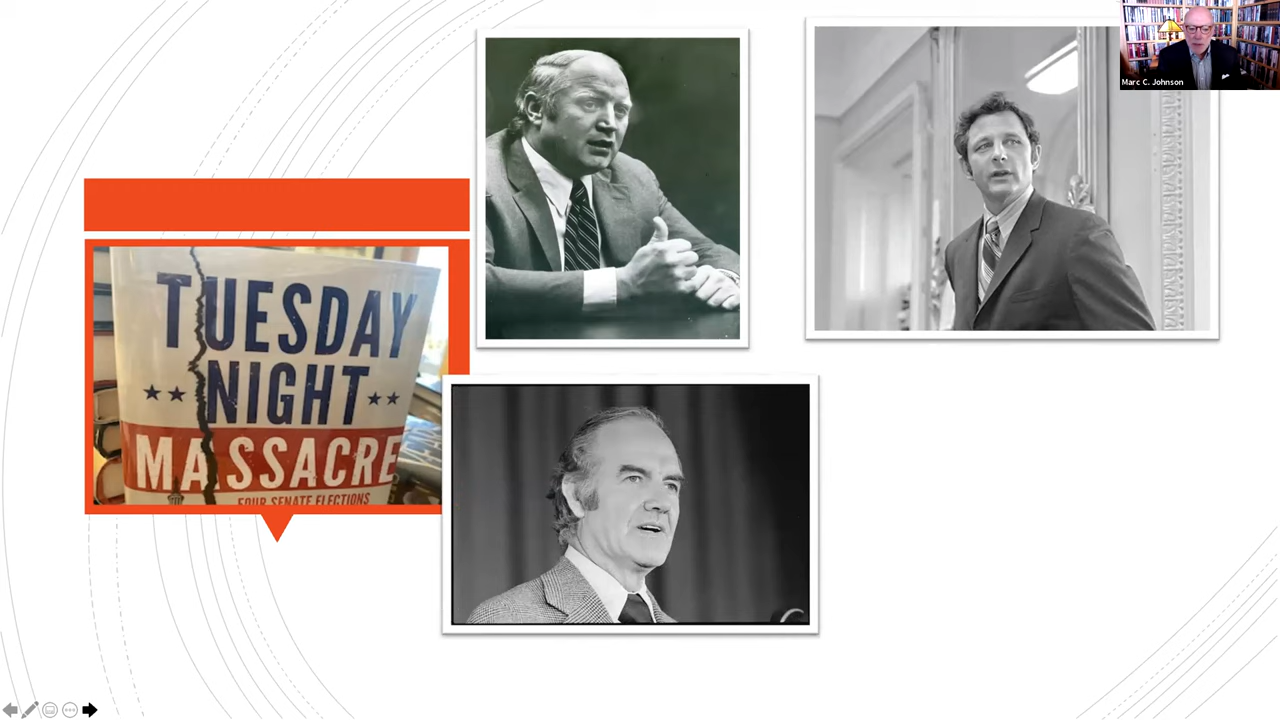 Marc C. Johnson
TUESDAY
NIGHT
MASSACRE
FOUR SENATE ELECTIONS